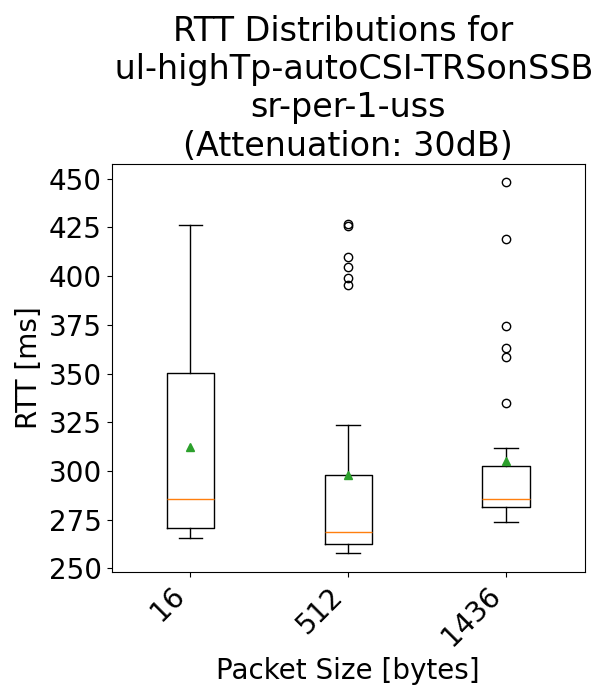 RTT Distributions for
ul-highTp-autoCSI-TRSonSSB
sr-per-1-uss
(Attenuation: 30dB)
450
425
400
375
350
325
300
275
250
RTT [ms]
16
512
1436
Packet Size [bytes]